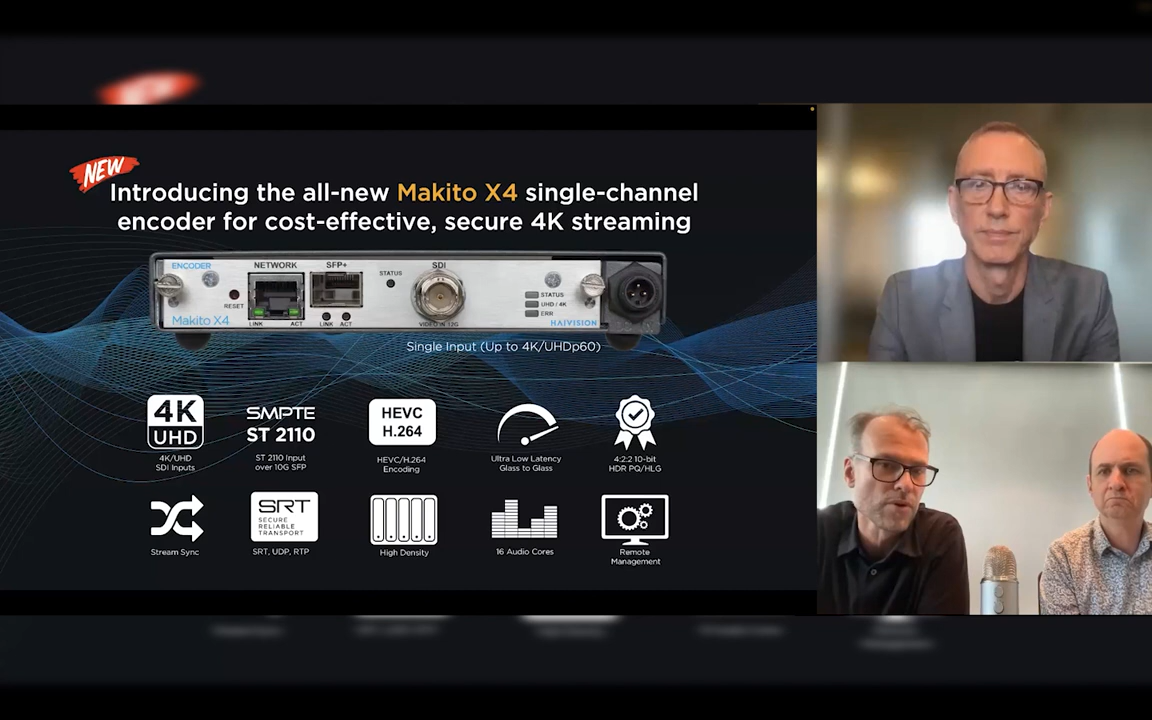 NEW
Introducing the all-new Makito X4 single-channel
encoder for cost-effective, secure 4K streaming
ENCODER
NETWORK
SFP+
STATUS
SDI
RESET
STATUS
UHD / 4K
ERR
Makito X4
LINK
ACT
LINK
ACT
VIDEO IN 12G
HAIVISION
Single Input (Up to 4K/UHDp60)
4K
UHD
4K/UHD
SDI Inputs
SMPTE
ST 2110
ST 2110 Input
over 10G SFP
HEVC
H.264
HEVC/H.264
Encoding
Ultra Low Latency
Glass to Glass
4:2:2 10-bit
HDR PQ/HLG
Stream Sync
SRT
SECURE
RELIABLE
TRANSPORT
SRT, UDP, RTP
High Density
16 Audio Cores
Remote
Management